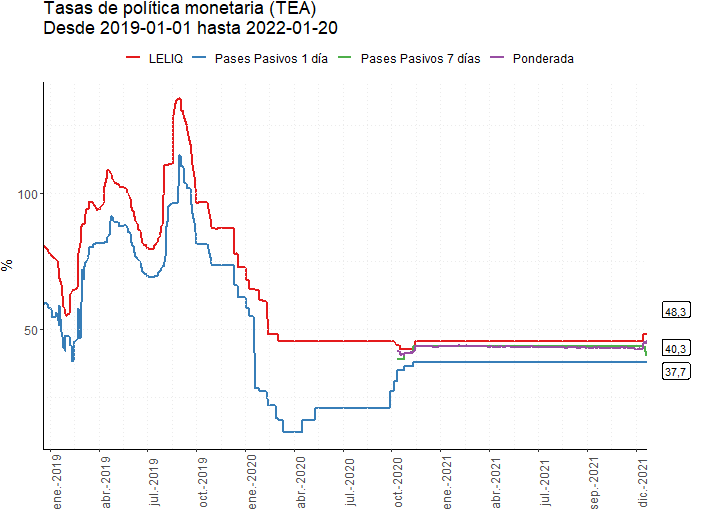 Tasas de política monetaria (TEA)
Desde 2019-01-01 hasta 2022-01-20
LELIQ Pases Pasivos 1 día Pases Pasivos 7 días Ponderada
%
100
50
48,3
40,3
37,7
ene.-2019
abr.-2019
jul.-2019
oct.-2019
ene.-2020
abr.-2020
jul.-2020
oct.-2020
ene.-2021
abr.-2021
jul.-2021
sep.-2021
dic.-2021